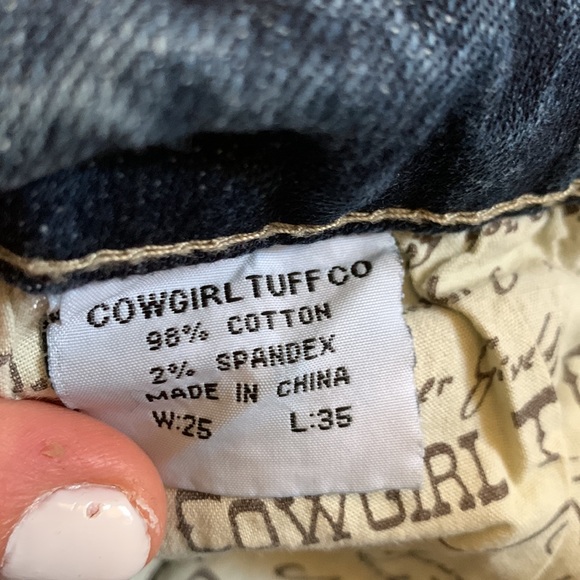 COWGIRL TUFF CO
98% COTTON
2% SPANDEX
MADE IN CHINA
W:25 L:35
COWGIRL T